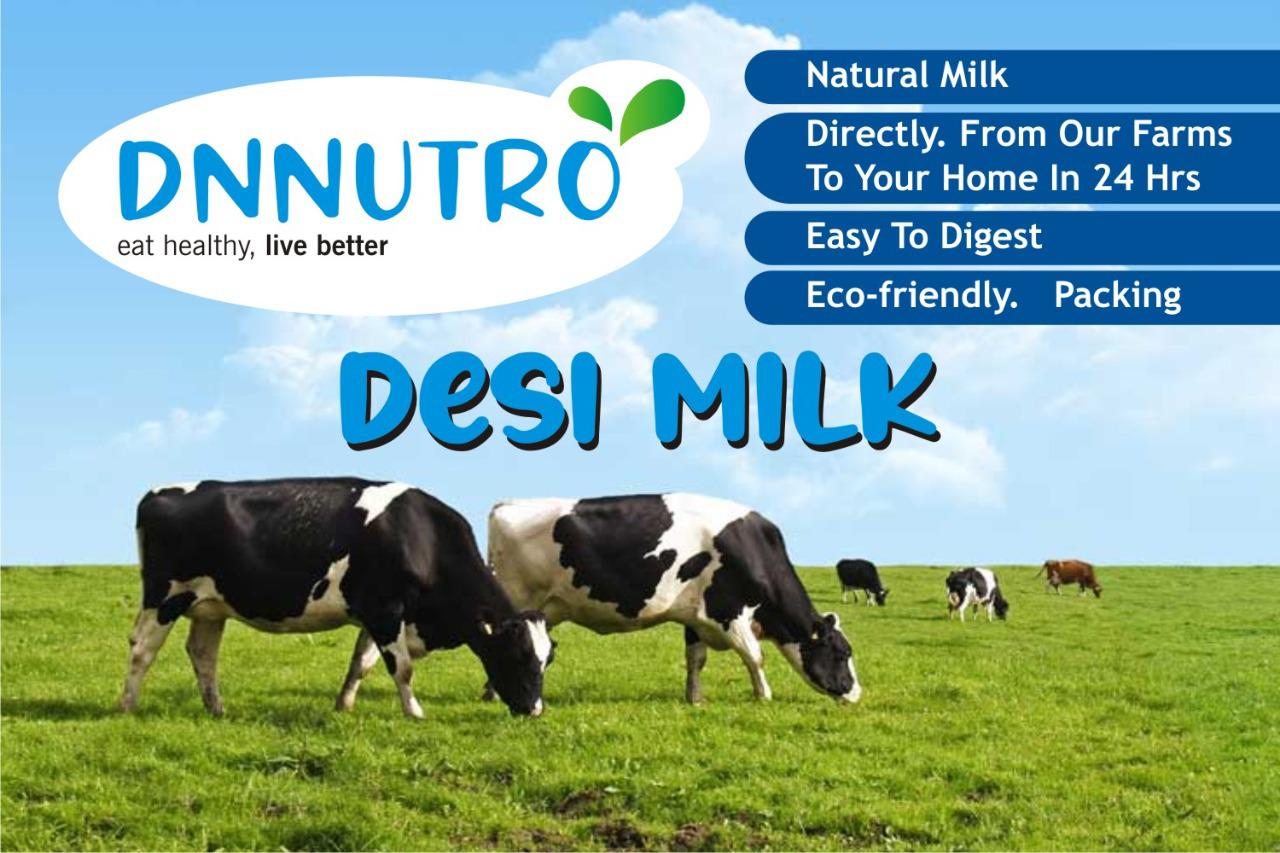 DNNUTRO
eat healthy, live better
Natural Milk
Directly. From Our Farms
To Your Home In 24 Hrs
Easy To Digest
Eco-friendly. Packing
DeSI MILK